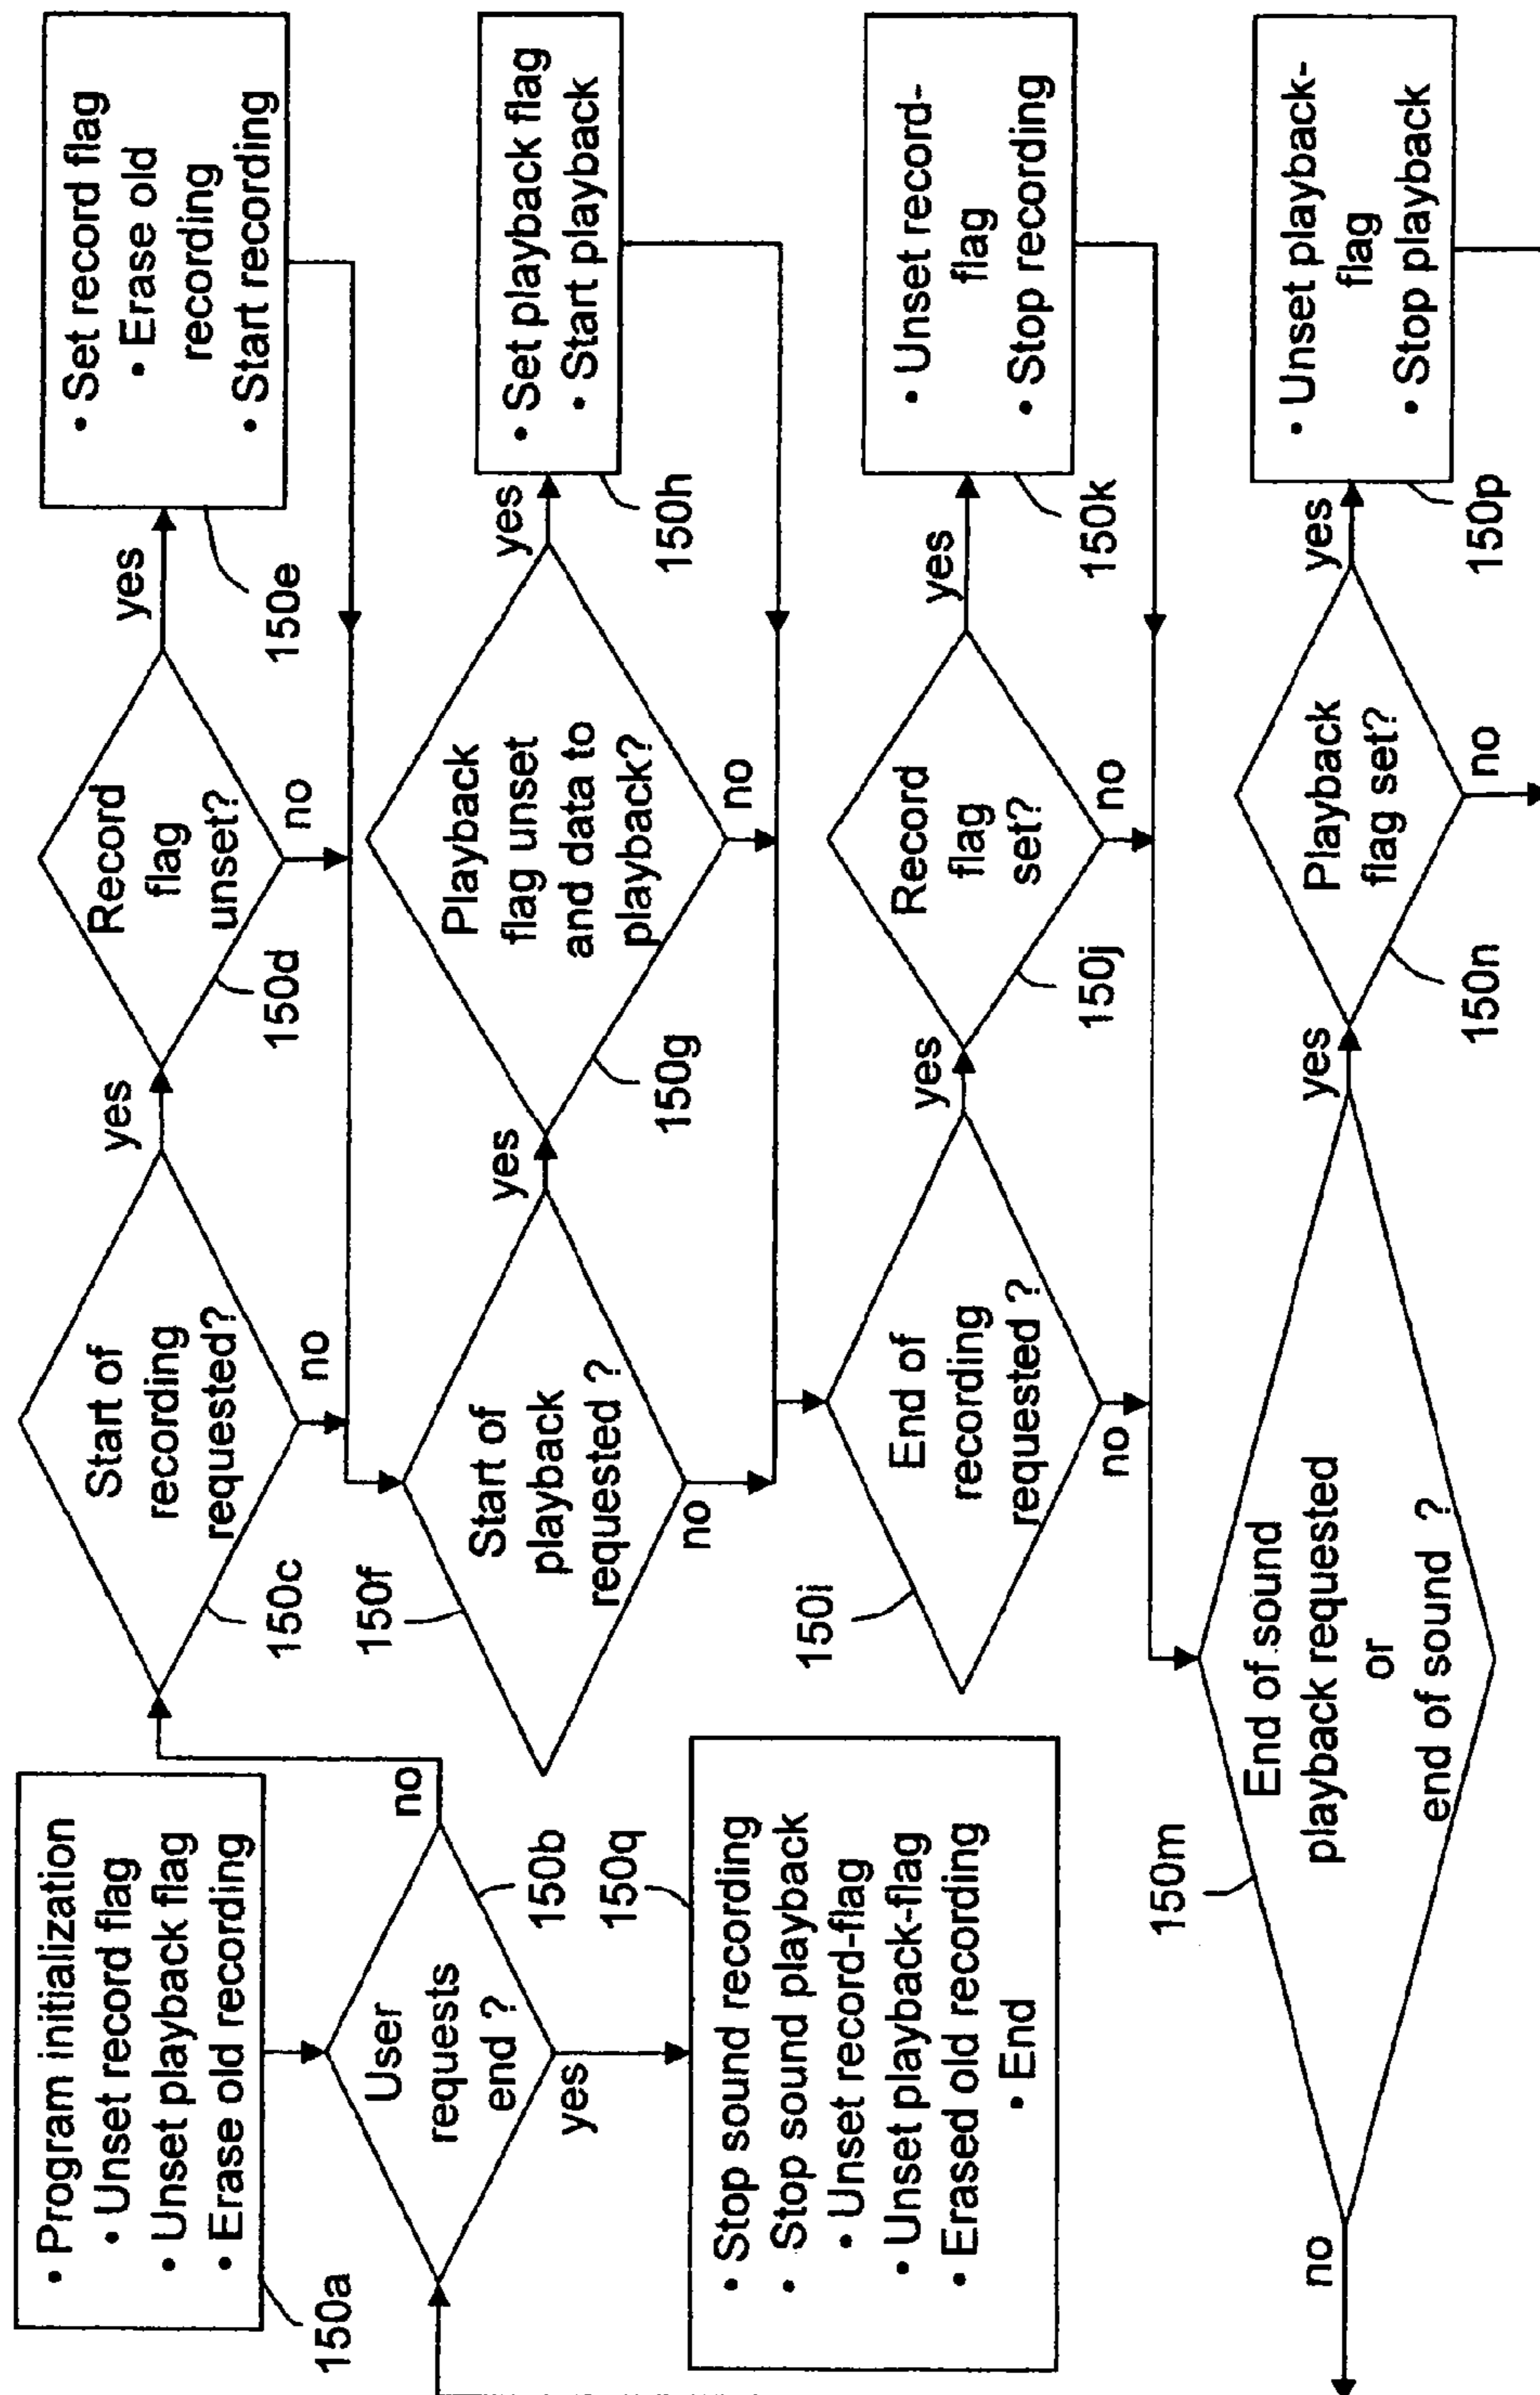 • Program initialization
• Unset record flag
• Unset playback flag
• Erase old recording
150a
User
requests
end ?
no
yes
150b
150q
• Stop sound recording
• Stop sound playback
• Unset record-flag
• Unset playback-flag
• Erased old recording
• End
Start of
recording
requested?
yes
no
150c
Record
flag
unset?
yes
no
150d
• Set record flag
• Erase old
recording
• Start recording
150e
150f
Start of
playback
requested ?
yes
no
Playback
flag unset
and data to
playback?
yes
no
150g
• Set playback flag
• Start playback
150h
150i
End of
recording
requested ?
yes
no
Record
flag
set?
yes
no
150j
• Unset record-
flag
• Stop recording
150k
150m
End of sound
playback requested
or
end of sound ?
no
yes
Playback
flag set?
yes
no
150n
• Unset playback-
flag
• Stop playback
150p